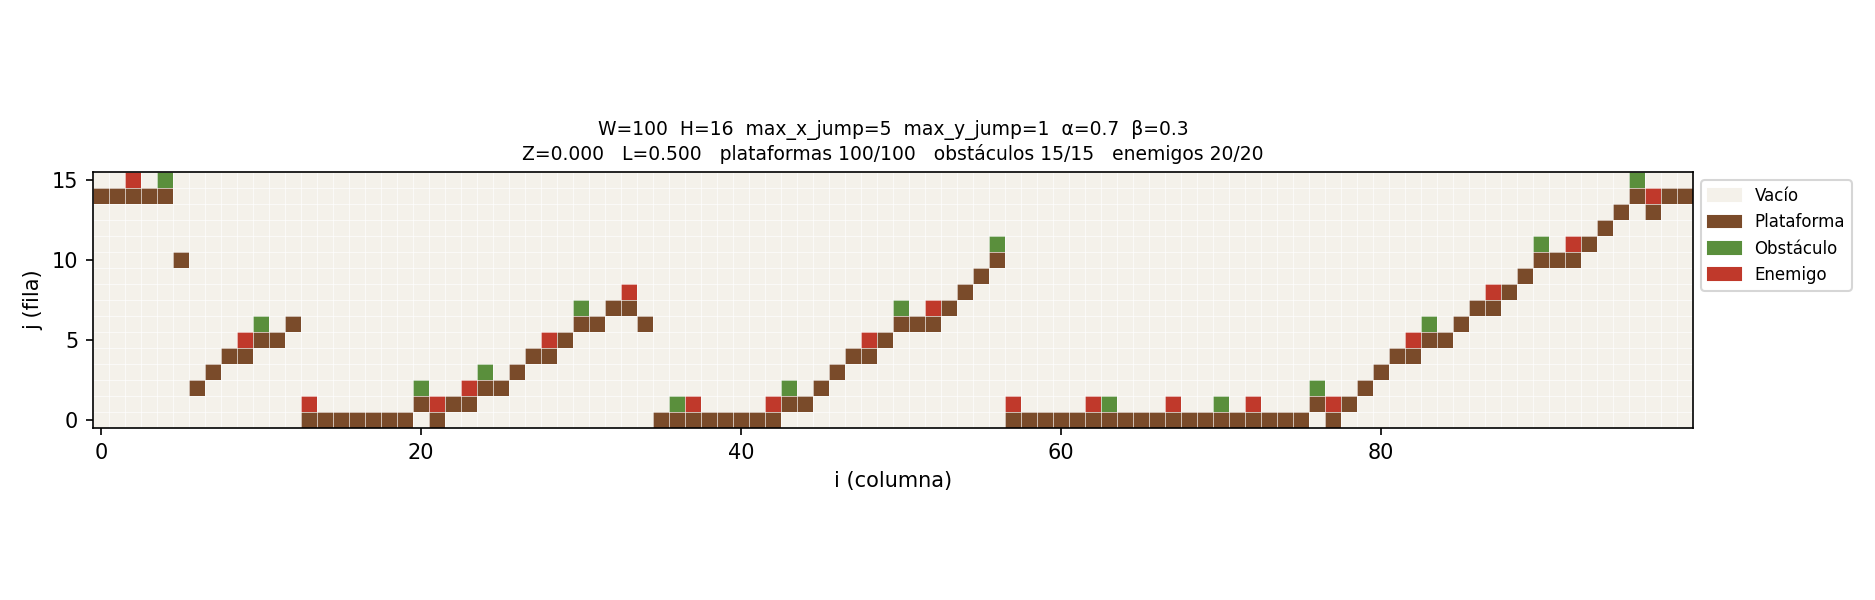 W=100 H=16 max_x_jump=5 max_y_jump=1 α=0.7 β=0.3
Z=0.000 L=0.500 plataformas 100/100 obstáculos 15/15 enemigos 20/20
15
10
5
0
j (fila)
0 20 40 60 80
i (columna)
Vacío
Plataforma
Obstáculo
Enemigo